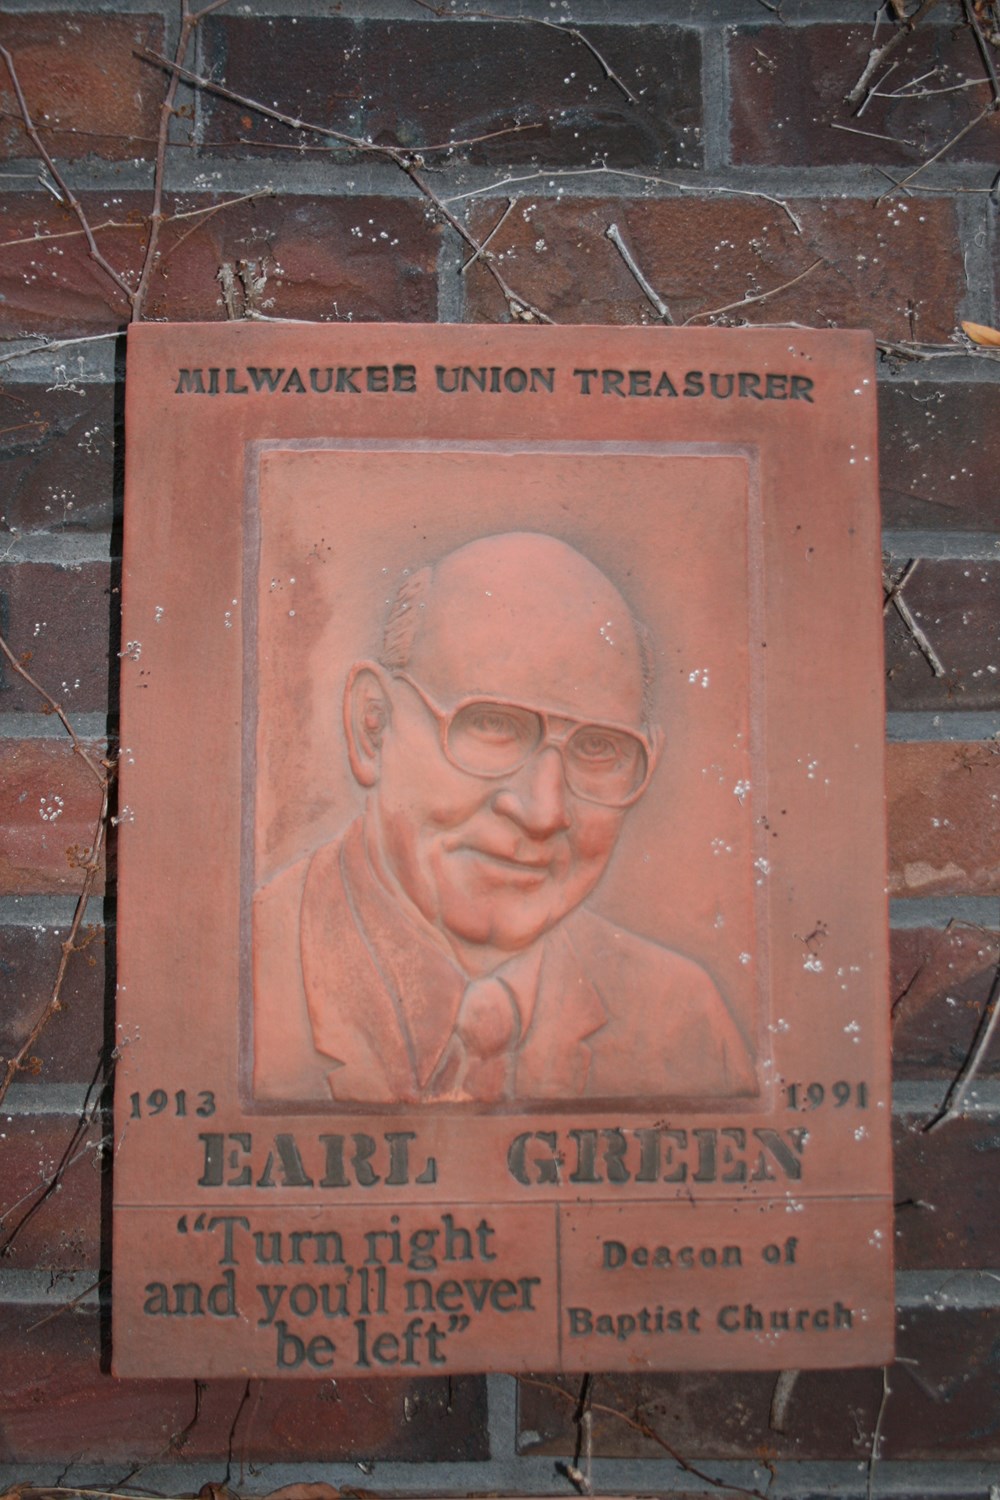 MILWAUKEE UNION TREASURER
1913 1991
EARL GREEN
“Turn right
and you'll never
be left”
Deacon of
Baptist Church